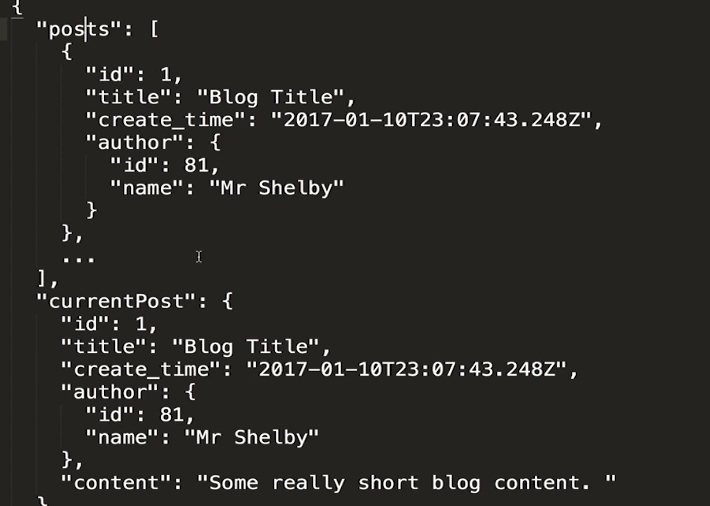 {
"posts": [
{
"id": 1,
"title": "Blog Title",
"create_time": "2017-01-10T23:07:43.248Z",
"author": {
"id": 81,
"name": "Mr Shelby"
}
},
...
],
"currentPost": {
"id": 1,
"title": "Blog Title",
"create_time": "2017-01-10T23:07:43.248Z",
"author": {
"id": 81,
"name": "Mr Shelby"
},
"content": "Some really short blog content. "
}